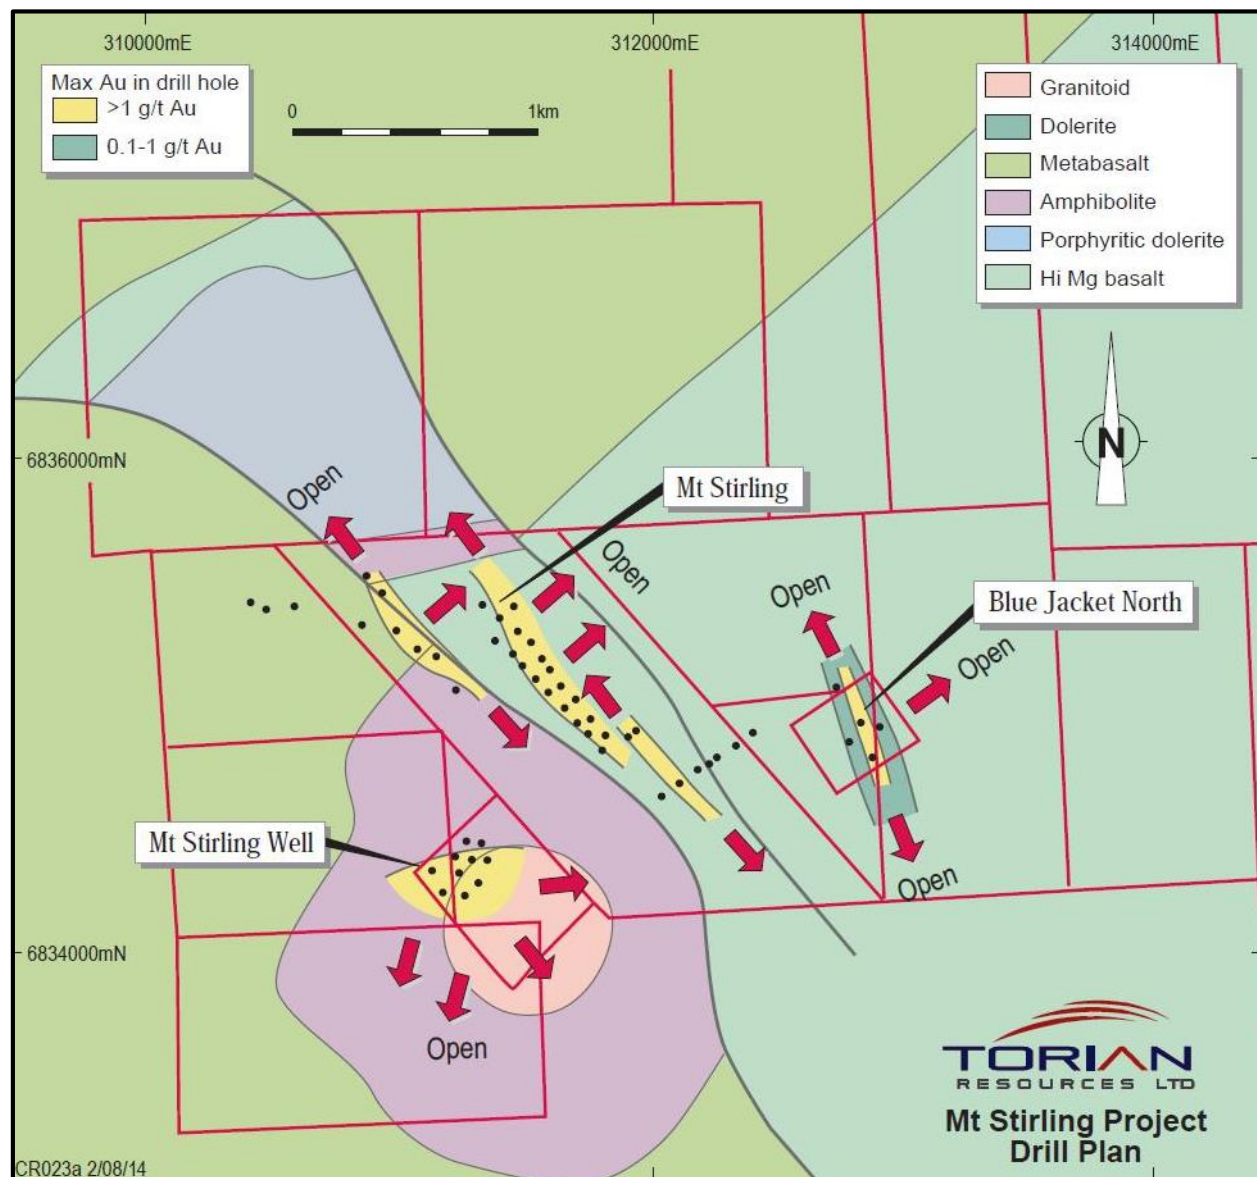 310000mE
312000mE
314000mE
Max Au in drill hole
>1 g/t Au
0.1-1 g/t Au
0
1km
Granitoid
Dolerite
Metabasalt
Amphibolite
Porphyritic dolerite
Hi Mg basalt
N
6836000mN
Open
Mt Stirling
Open
Open
Blue Jacket North
Open
Mt Stirling Well
Open
6834000mN
Open
TORIAN
RESOURCES LTD
Mt Stirling Project
Drill Plan
CR023a 2/08/14